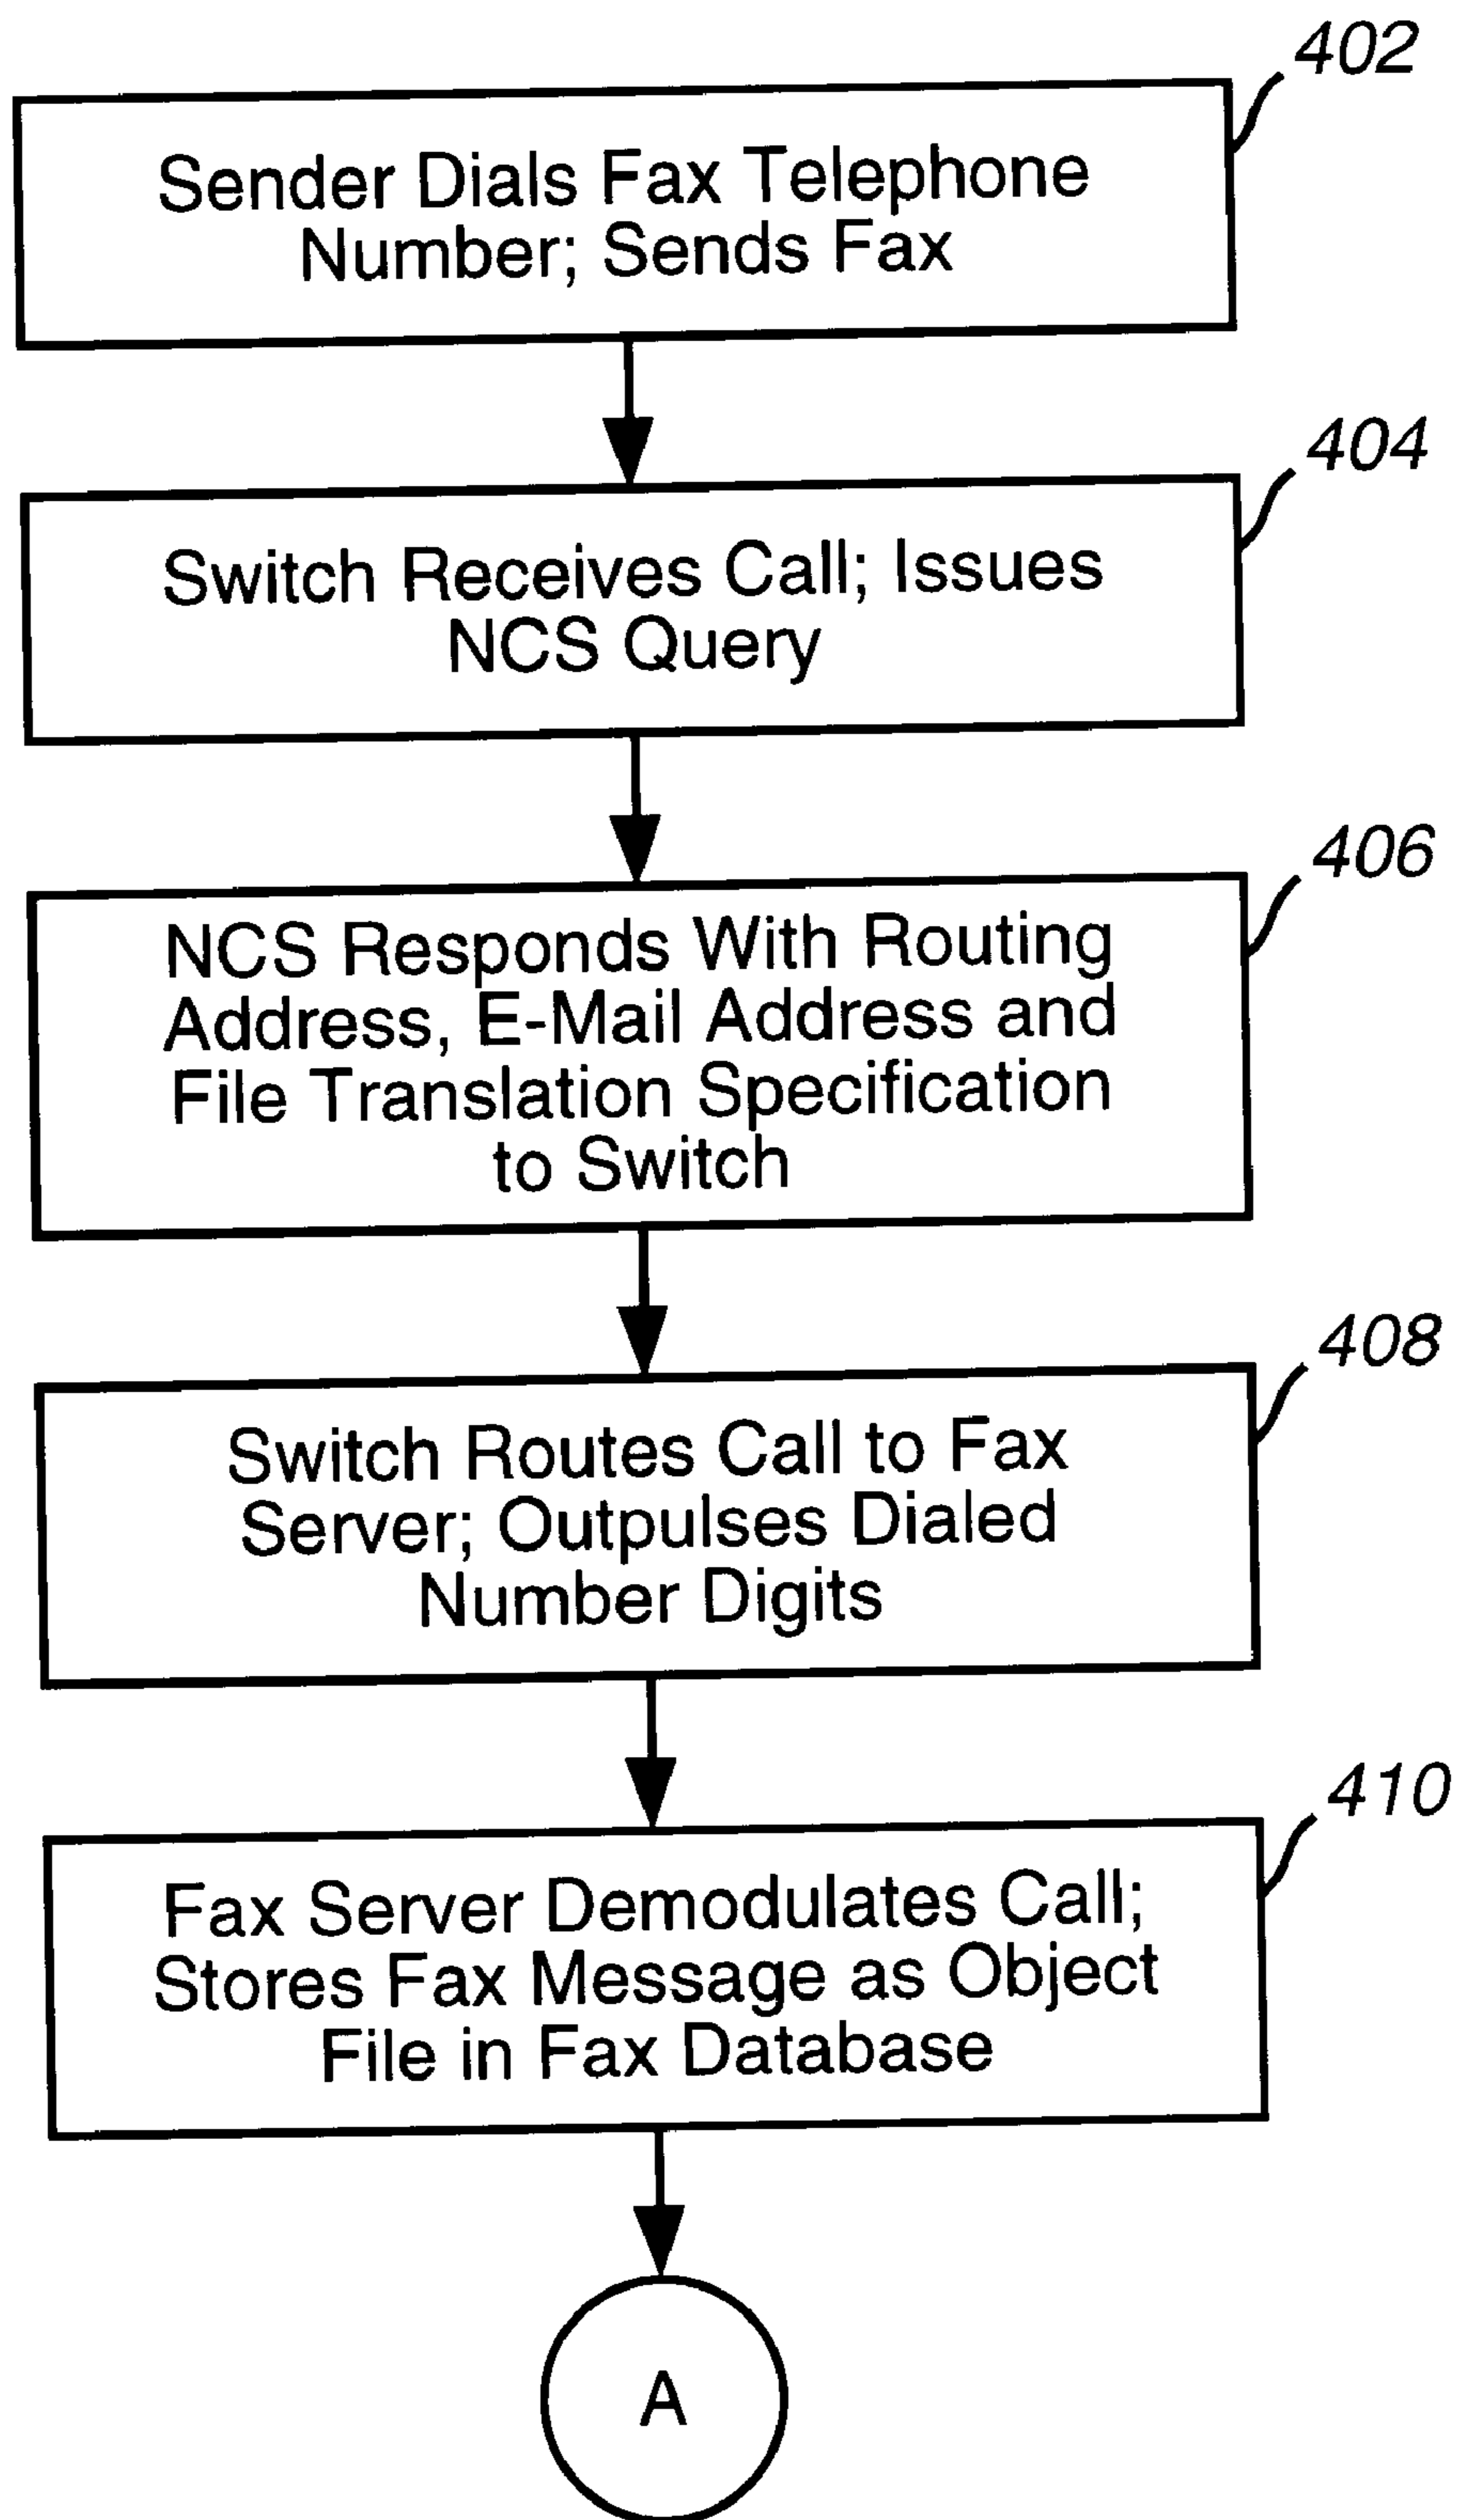 402
Sender Dials Fax Telephone
Number; Sends Fax
404
Switch Receives Call; Issues
NCS Query
406
NCS Responds With Routing
Address, E-Mail Address and
File Translation Specification
to Switch
408
Switch Routes Call to Fax
Server; Outpulses Dialed
Number Digits
410
Fax Server Demodulates Call;
Stores Fax Message as Object
File in Fax Database
A